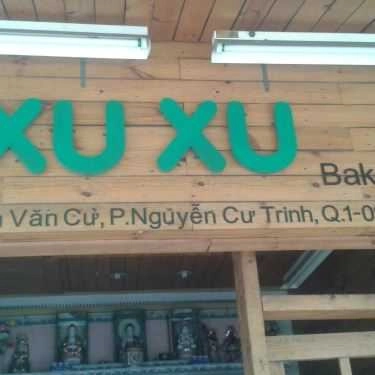 XU XU
Bak
Văn Cừ, P.Nguyễn Cư Trinh, Q.1-0